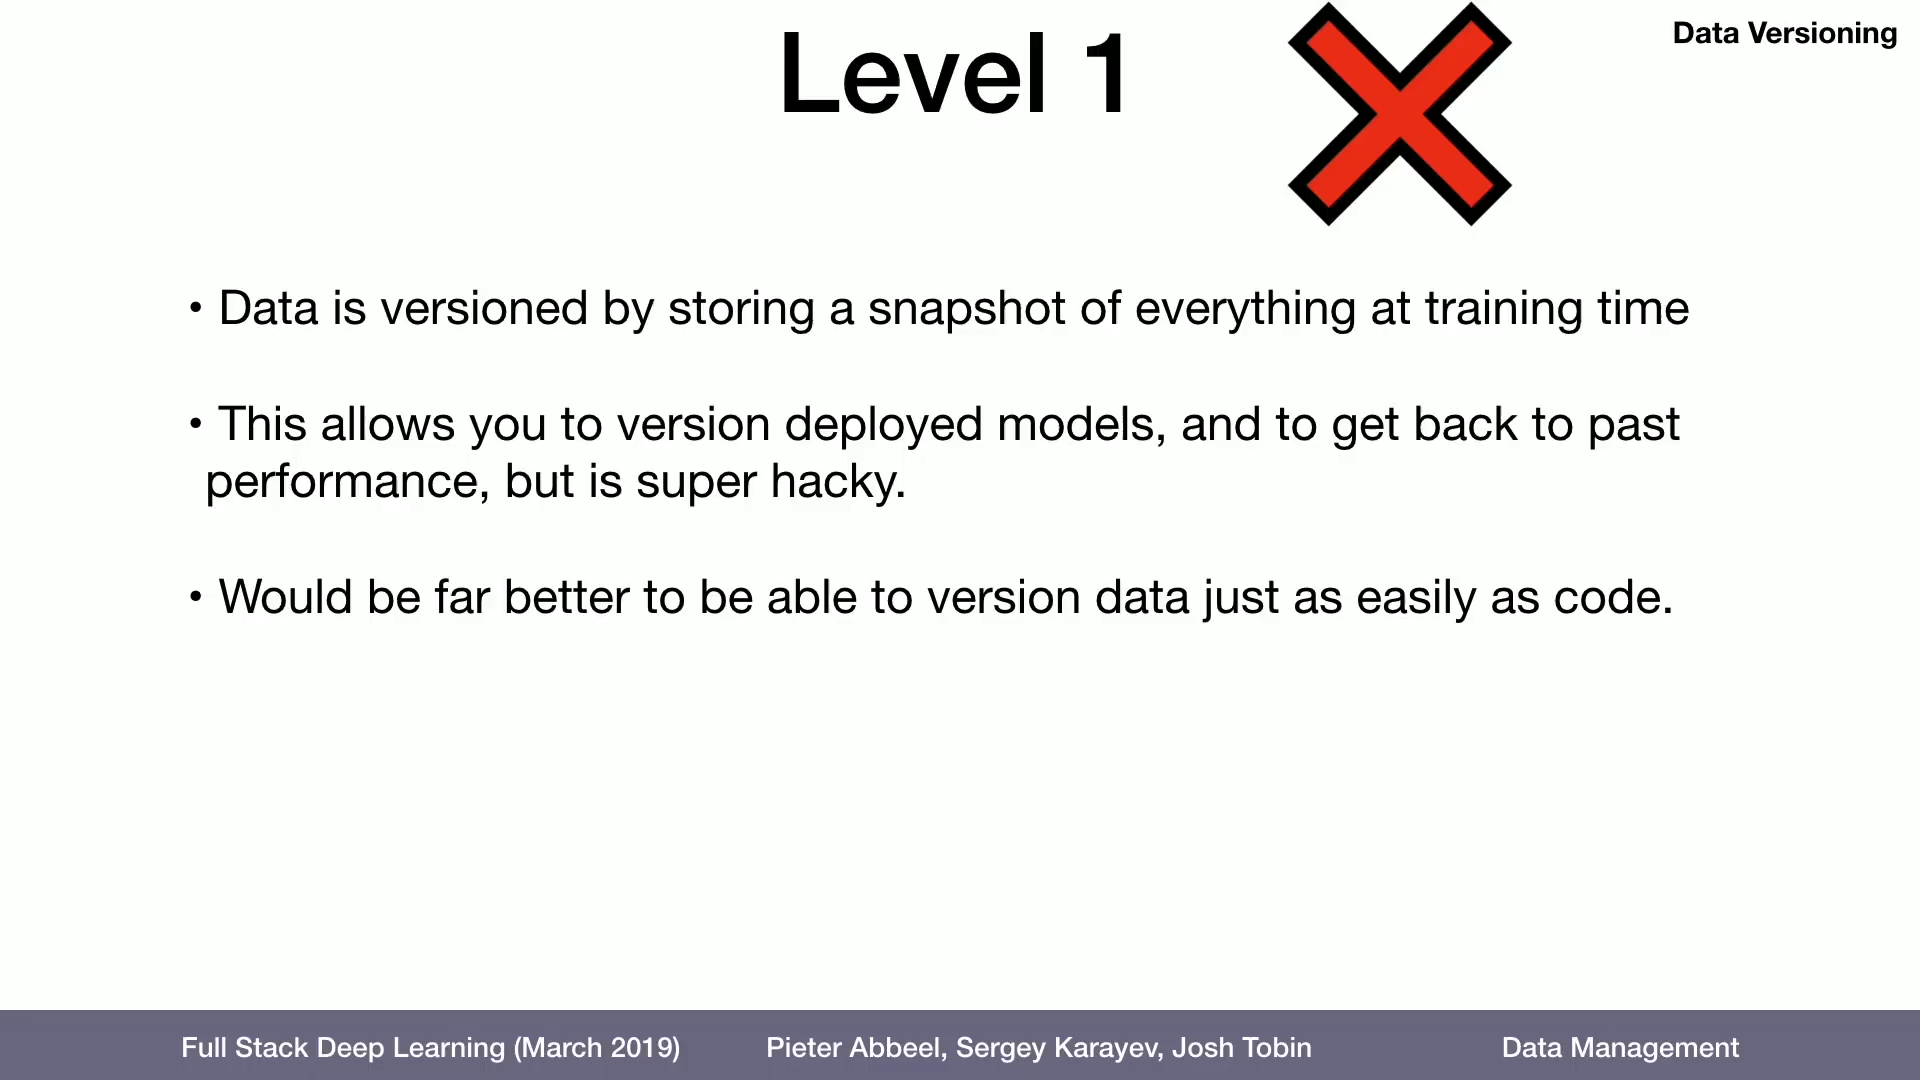 Data Versioning
Level 1
• Data is versioned by storing a snapshot of everything at training time
• This allows you to version deployed models, and to get back to past
performance, but is super hacky.
• Would be far better to be able to version data just as easily as code.
Full Stack Deep Learning (March 2019)
Pieter Abbeel, Sergey Karayev, Josh Tobin
Data Management